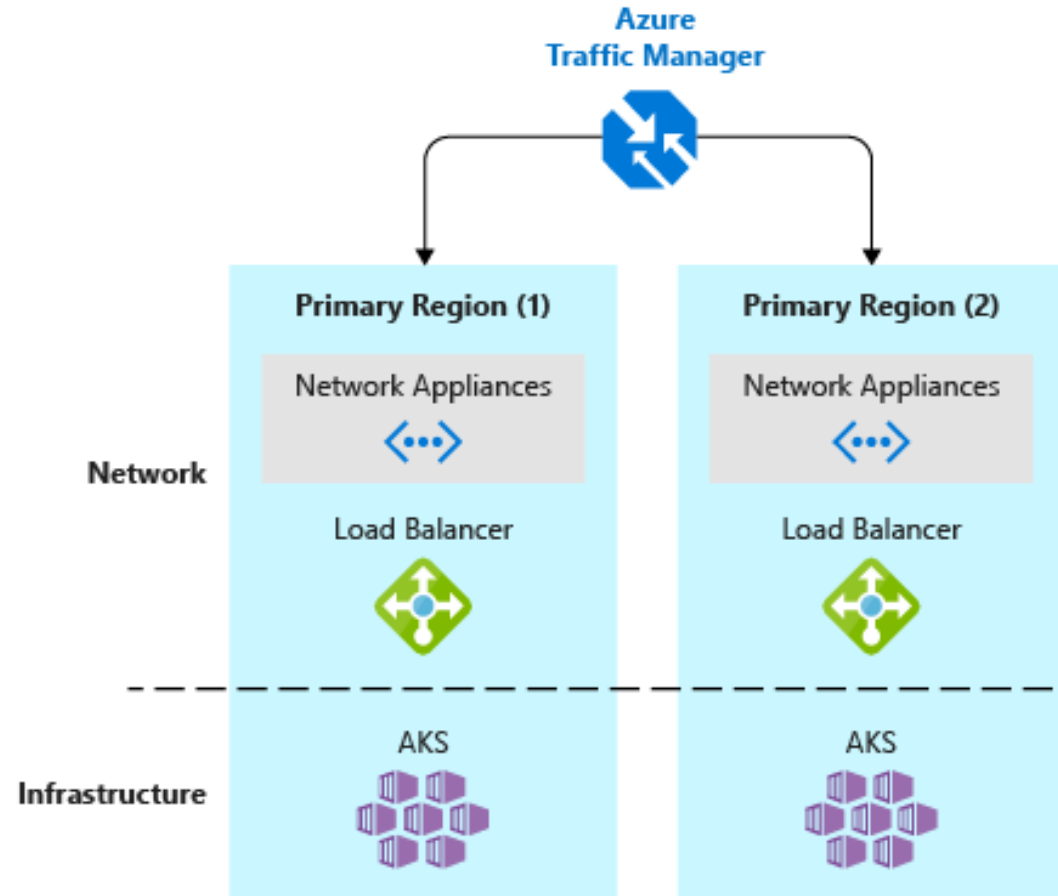 Azure
Traffic Manager
Primary Region (1)
Primary Region (2)
Network Appliances
Network Appliances
Network
Load Balancer
Load Balancer
AKS
AKS
Infrastructure